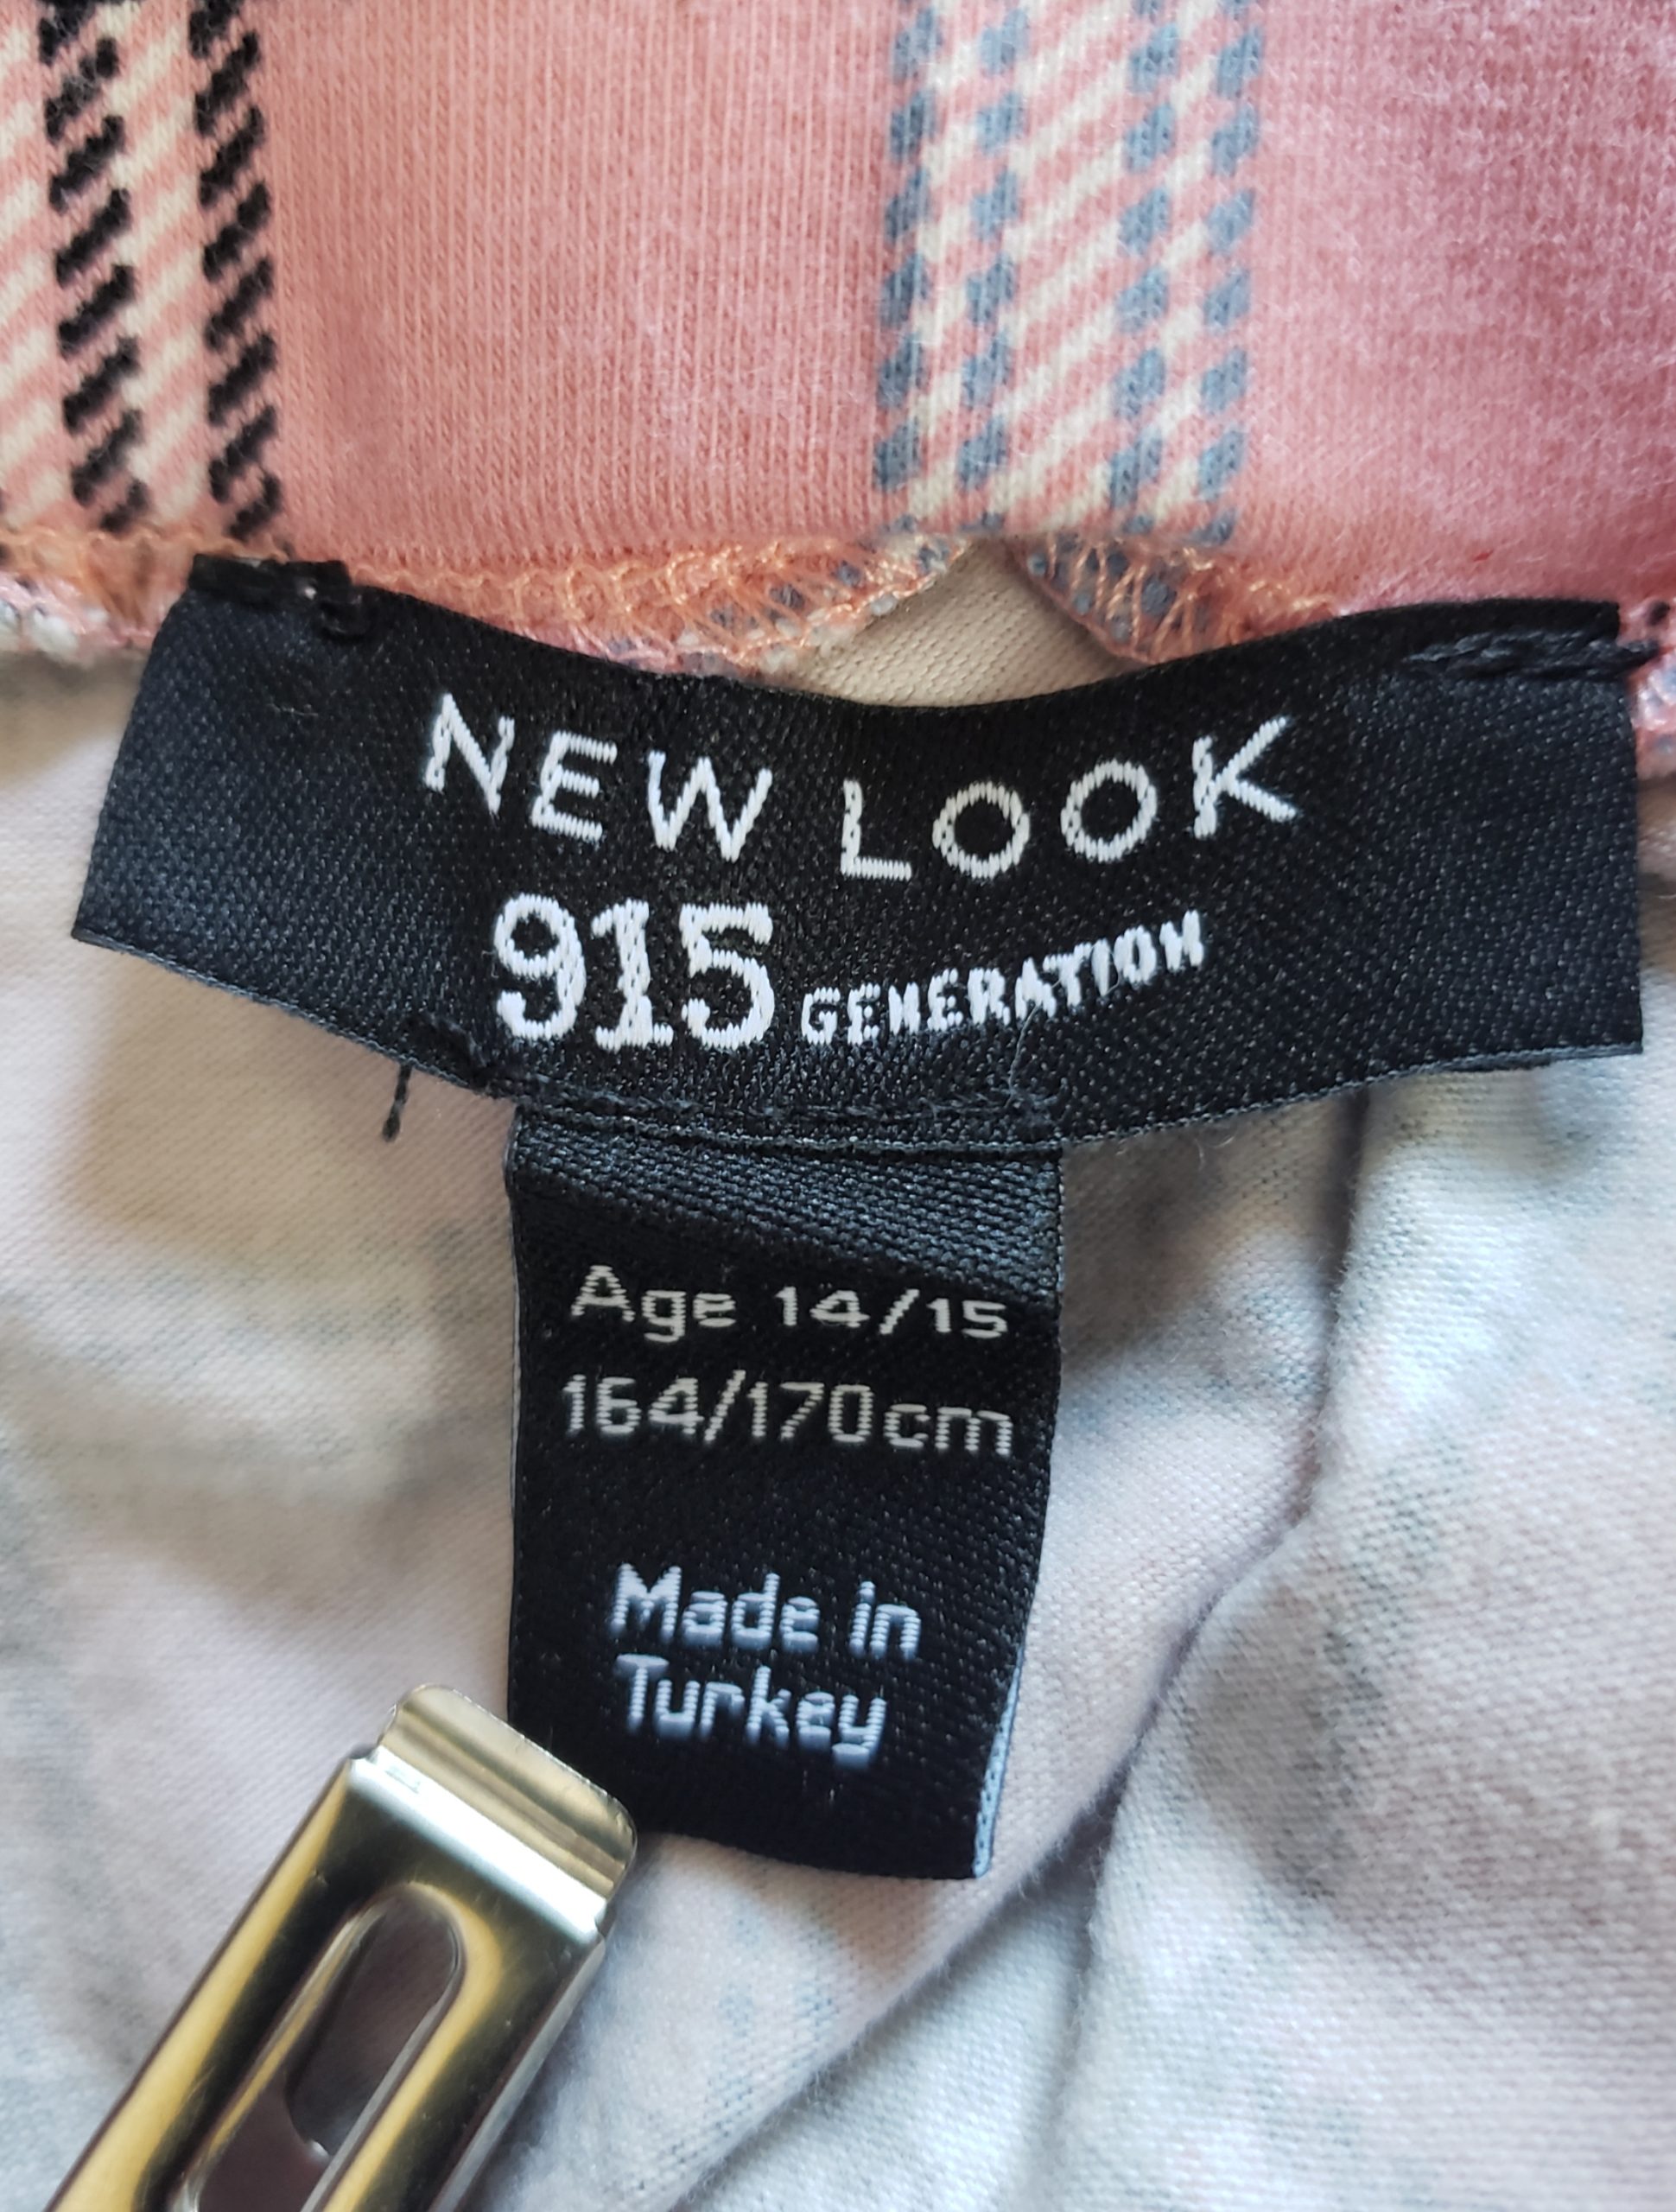 NEW LOOK
915 GENERATION
Age 14/15
164/170cm
Made in
Turkey